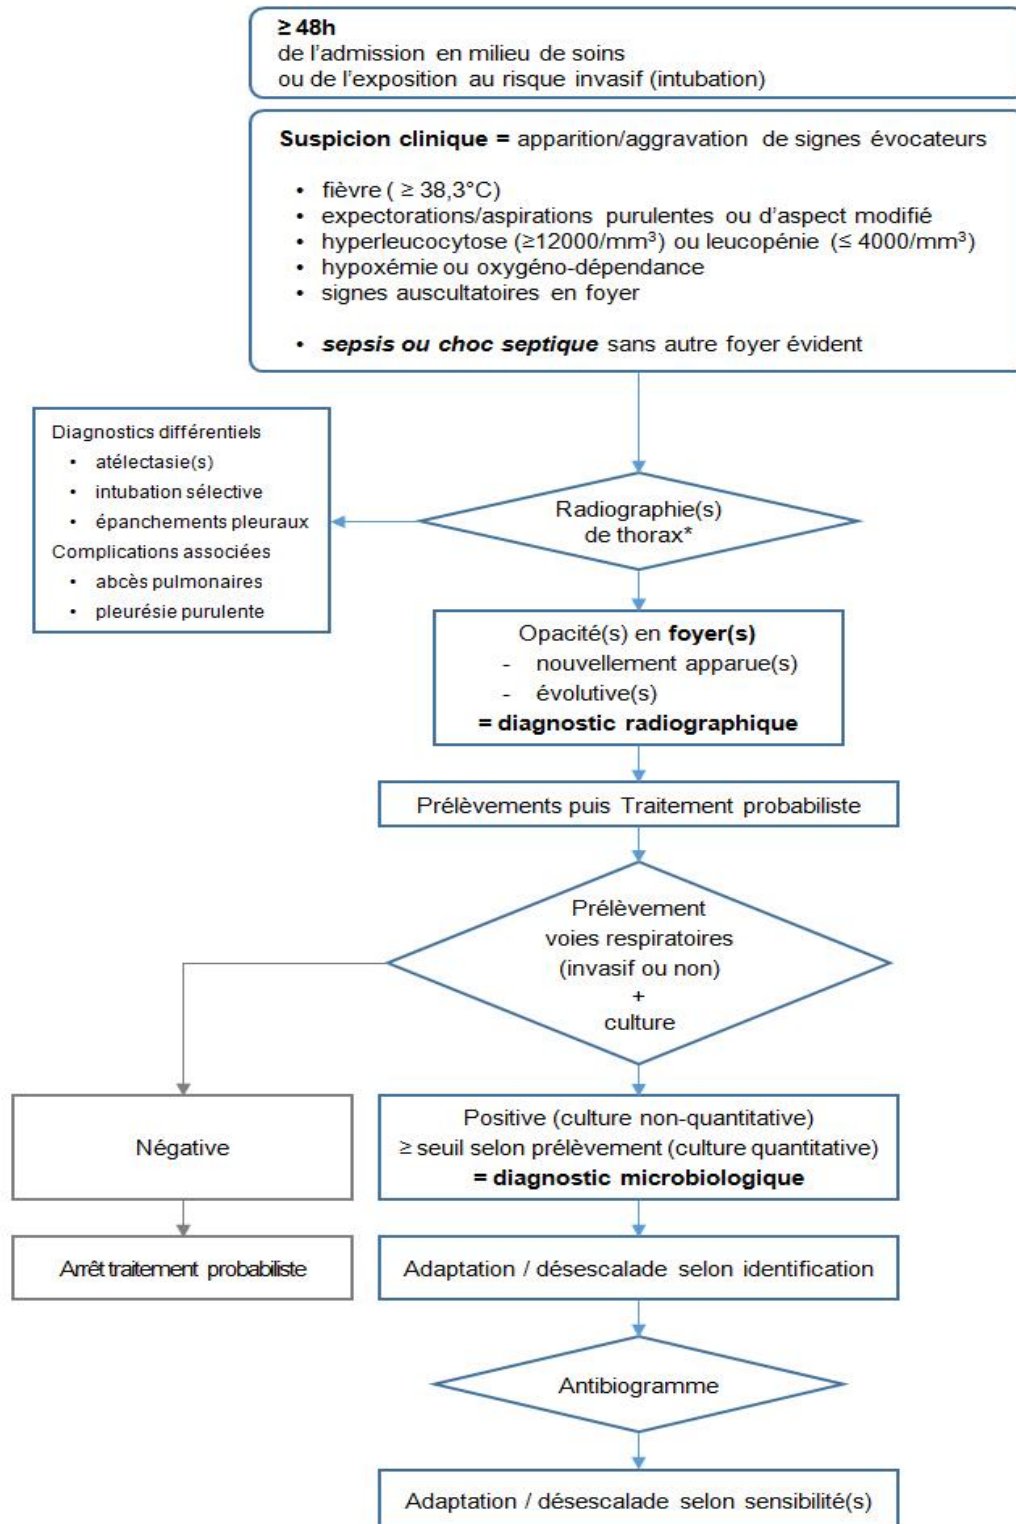 ≥ 48h
de l'admission en milieu de soins
ou de l'exposition au risque invasif (intubation)
Suspicion clinique = apparition/aggravation de signes évocateurs
• fièvre ( ≥ 38,3°C)
• expectorations/aspirations purulentes ou d'aspect modifié
• hyperleucocytose (≥12000/mm³) ou leucopénie (≤ 4000/mm³)
• hypoxémie ou oxygéno-dépendance
• signes auscultatoires en foyer
• sepsis ou choc septique sans autre foyer évident
Diagnostics différentiels
• atélectasie(s)
• intubation sélective
• épanchements pleuraux
Complications associées
• abcès pulmonaires
• pleurésie purulente
Radiographie(s)
de thorax*
Opacité(s) en foyer(s)
- nouvellement apparue(s)
- évolutive(s)
= diagnostic radiographique
Prélèvements puis Traitement probabiliste
Prélèvement
voies respiratoires
(invasif ou non)
+
culture
Négative
Positive (culture non-quantitative)
≥ seuil selon prélèvement (culture quantitative)
= diagnostic microbiologique
Arrêt traitement probabiliste
Adaptation / désescalade selon identification
Antibiogramme
Adaptation / désescalade selon sensibilité(s)